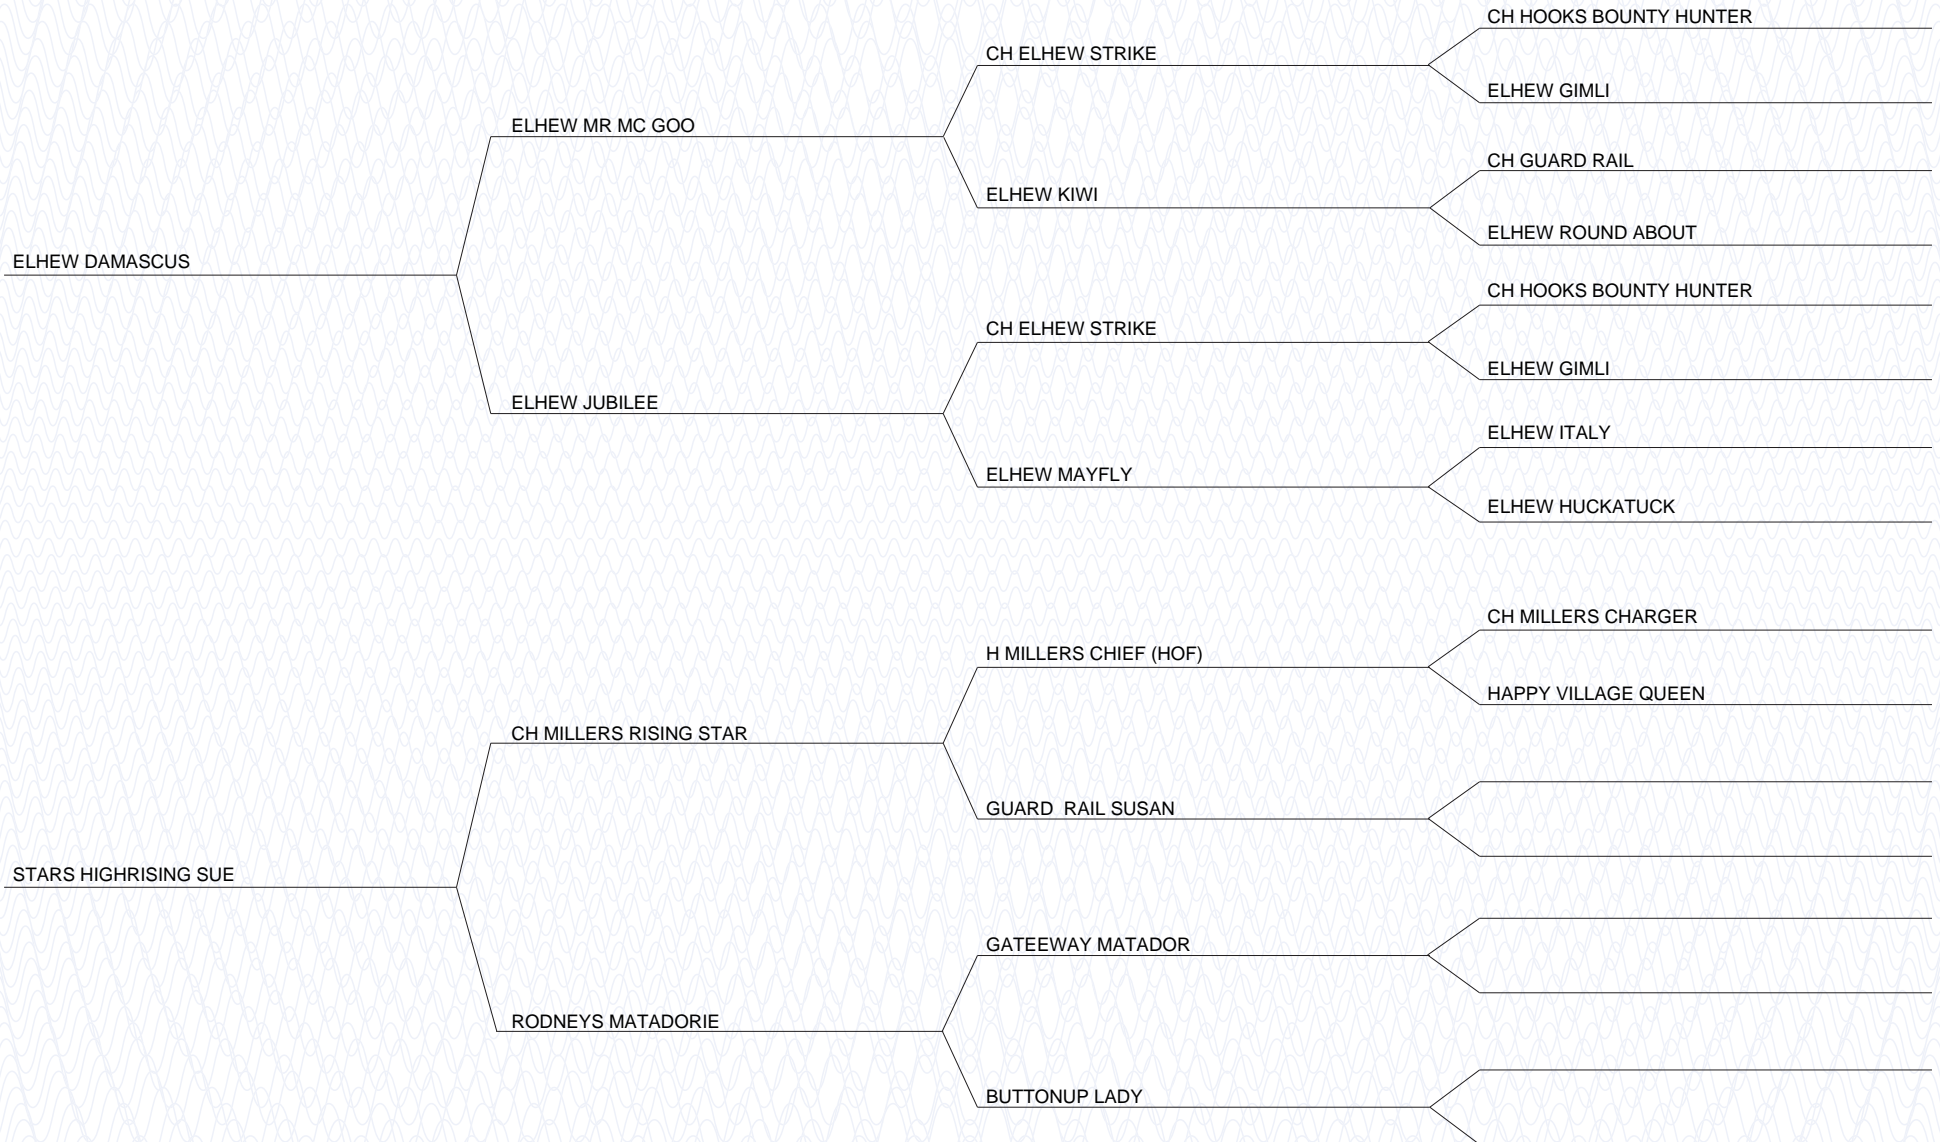 CH HOOKS BOUNTY HUNTER
CH ELHEW STRIKE
ELHEW GIMLI
ELHEW MR MC GOO
CH GUARD RAIL
ELHEW KIWI
ELHEW ROUND ABOUT
ELHEW DAMASCUS
CH HOOKS BOUNTY HUNTER
CH ELHEW STRIKE
ELHEW GIMLI
ELHEW JUBILEE
ELHEW ITALY
ELHEW MAYFLY
ELHEW HUCKATUCK
CH MILLERS CHARGER
H MILLERS CHIEF (HOF)
HAPPY VILLAGE QUEEN
CH MILLERS RISING STAR
GUARD  RAIL SUSAN
STARS HIGHRISING SUE
GATEEWAY MATADOR
RODNEYS MATADORIE
BUTTONUP LADY